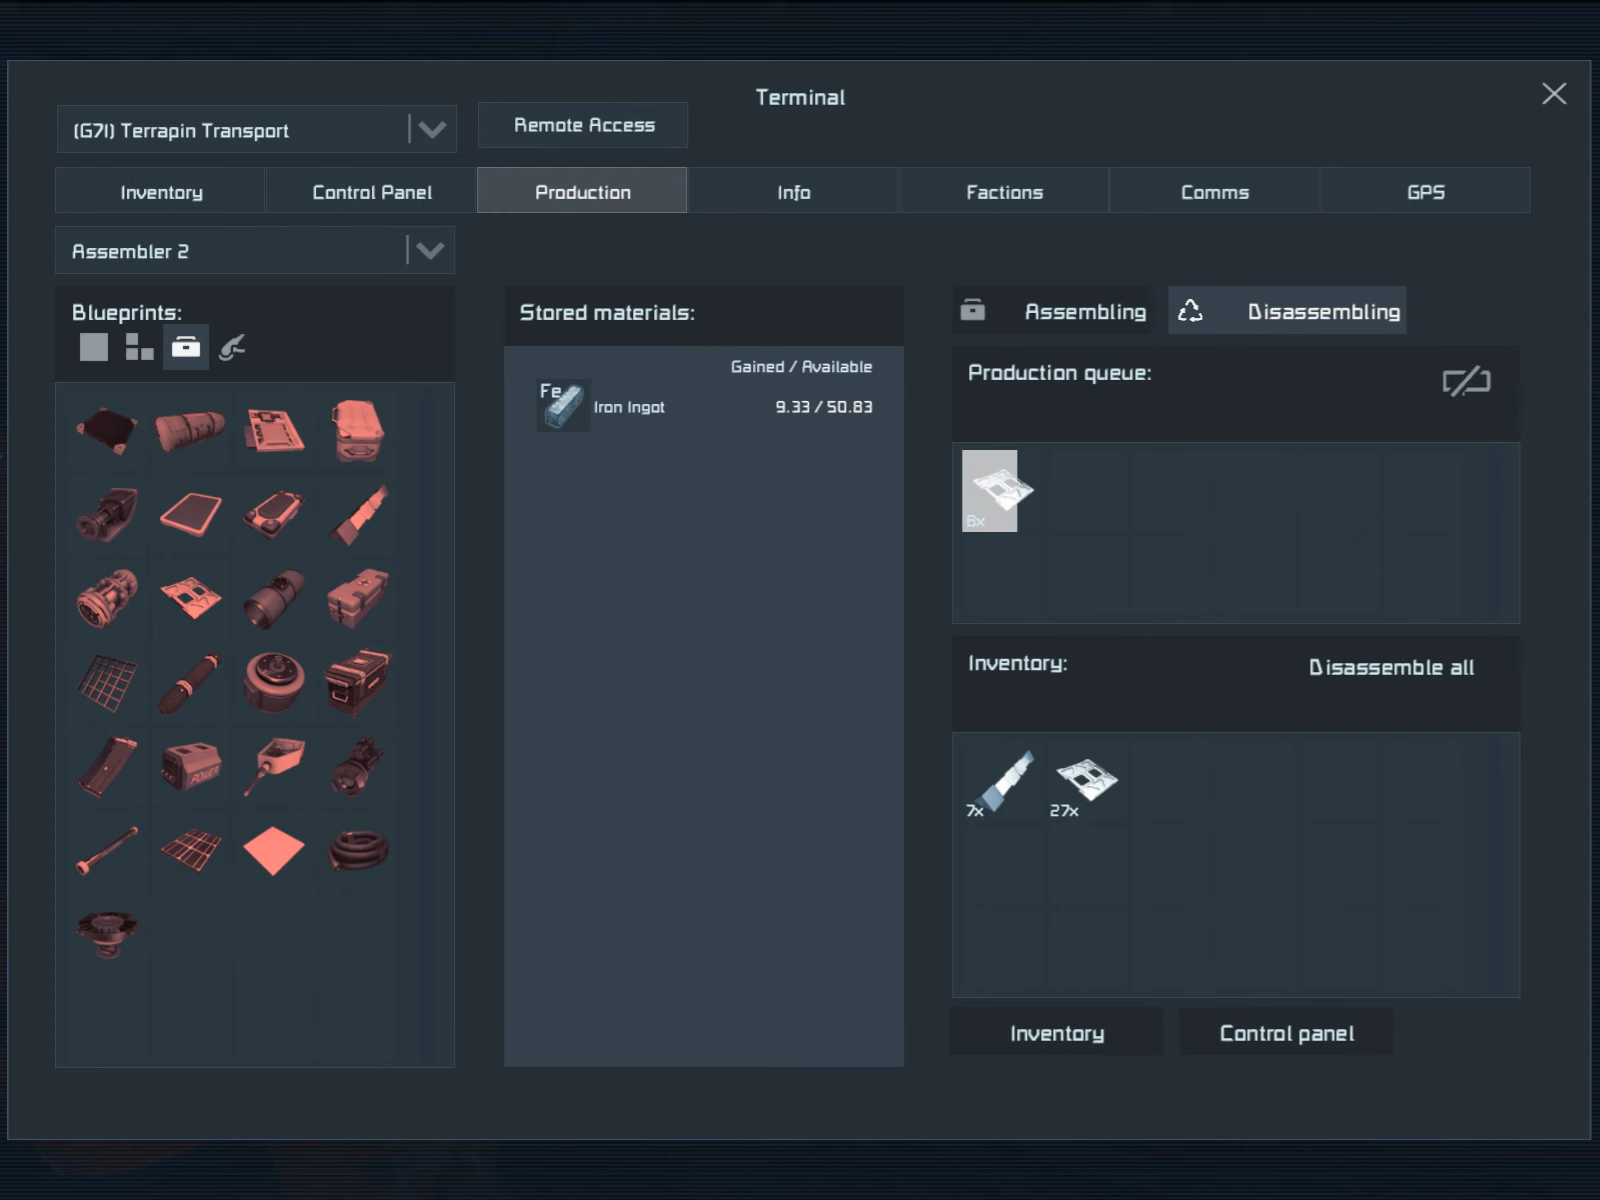 Terminal
(G71) Terrapin Transport
Remote Access
Inventory
Control Panel
Production
Info
Factions
Comms
GPS
Assembler 2
Blueprints:
Stored materials:
Assembling
Disassembling
Gained / Available
Fe
Iron Ingot
9.33 / 50.83
Production queue:
8x
POWER
Inventory:
Disassemble all
7x
27x
Inventory
Control panel